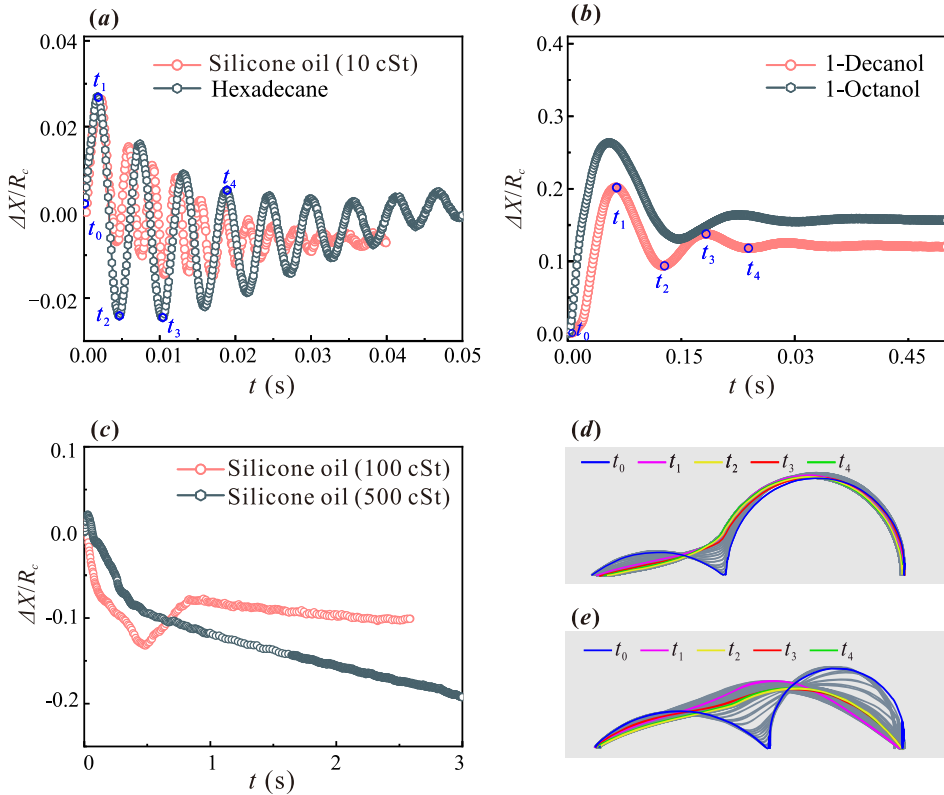 (a)
0.04
0.02
0.00
−0.02
ΔX/R_c
Silicone oil (10 cSt)
Hexadecane
t₁
t₀
t₂
t₃
t₄
0.00 0.01 0.02 0.03 0.04 0.05
t (s)
(b)
0.4
0.3
0.2
0.1
0.0
ΔX/R_c
1-Decanol
1-Octanol
t₀
t₁
t₂
t₃
t₄
0.00 0.15 0.03 0.45
t (s)
(c)
0.1
0.0
-0.1
-0.2
ΔX/R_c
Silicone oil (100 cSt)
Silicone oil (500 cSt)
0 1 2 3
t (s)
(d)
t₀ t₁ t₂ t₃ t₄
(e)
t₀ t₁ t₂ t₃ t₄